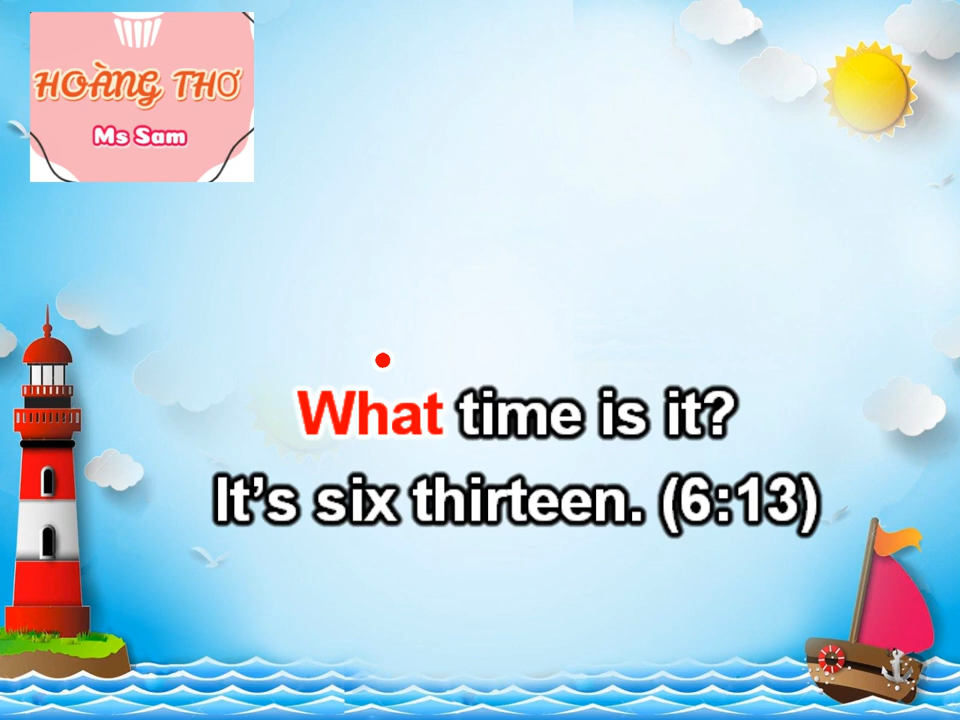 HOÀNG THƠ
Ms Sam
What time is it?
It’s six thirteen. (6:13)